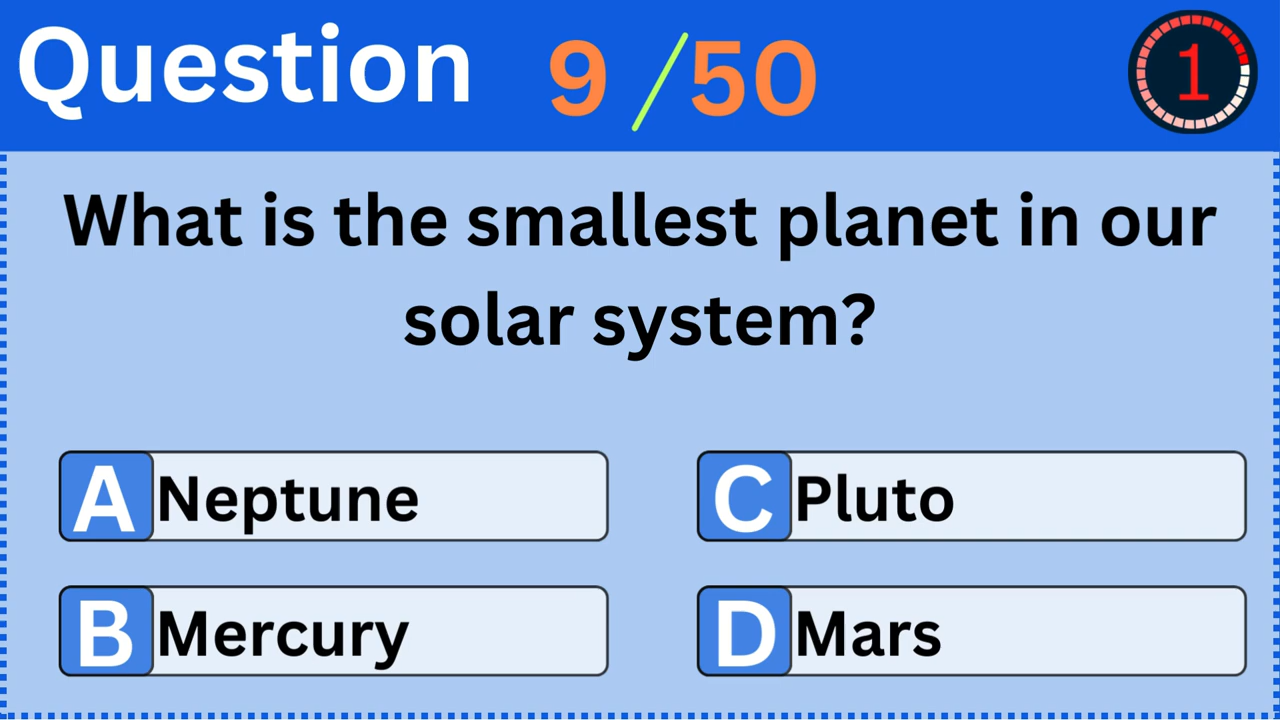 Question 9/50
1
What is the smallest planet in our
solar system?
A Neptune
B Mercury
C Pluto
D Mars